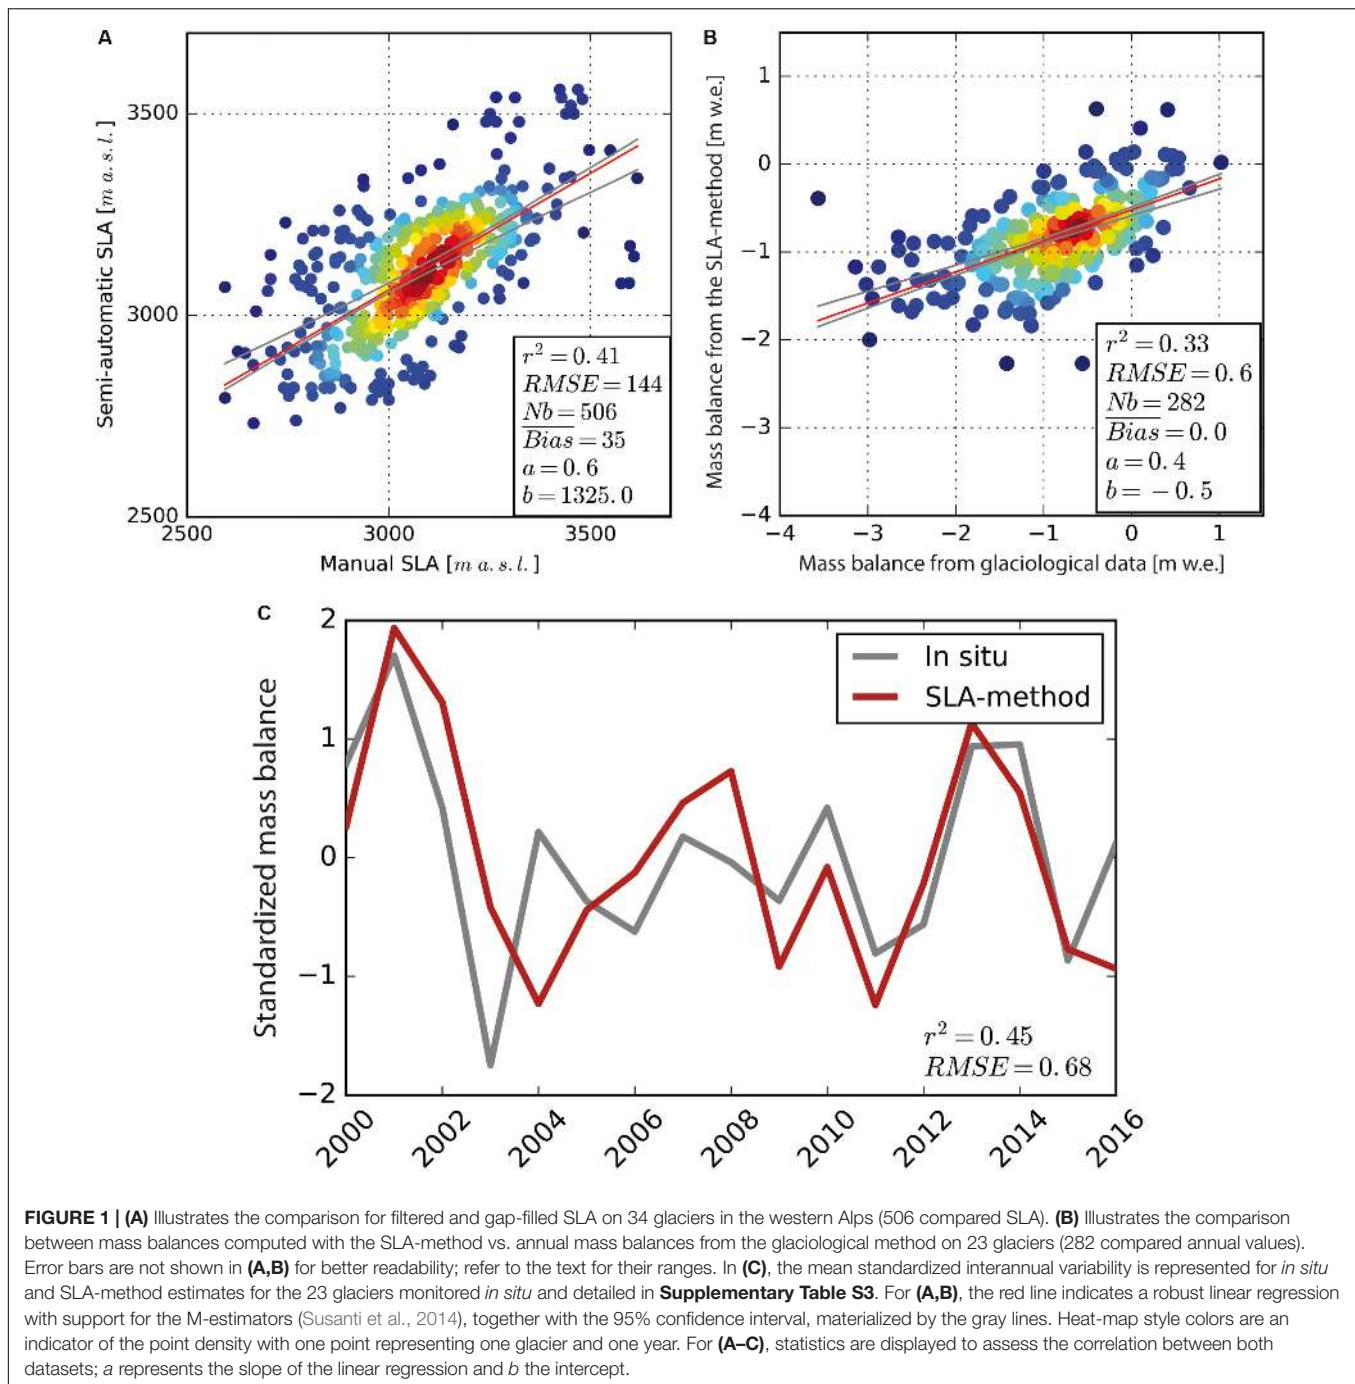 A
3500
3000
2500
Semi-automatic SLA [m a. s. l.]
r² = 0.41
RMSE = 144
Nb = 506
Bias = 35
a = 0.6
b = 1325.0
2500 3000 3500
Manual SLA [m a. s. l.]
B
1
0
−1
−2
−3
−4
Mass balance from the SLA-method [m w.e.]
r² = 0.33
RMSE = 0.6
Nb = 282
Bias = 0.0
a = 0.4
b = −0.5
−4 −3 −2 −1 0 1
Mass balance from glaciological data [m w.e.]
C
2
1
0
−1
−2
Standardized mass balance
In situ
SLA-method
r² = 0.45
RMSE = 0.68
2000 2002 2004 2006 2008 2010 2012 2014 2016
FIGURE 1 | (A) Illustrates the comparison for filtered and gap-filled SLA on 34 glaciers in the western Alps (506 compared SLA). (B) Illustrates the comparison
between mass balances computed with the SLA-method vs. annual mass balances from the glaciological method on 23 glaciers (282 compared annual values).
Error bars are not shown in (A,B) for better readability; refer to the text for their ranges. In (C), the mean standardized interannual variability is represented for in situ
and SLA-method estimates for the 23 glaciers monitored in situ and detailed in Supplementary Table S3. For (A,B), the red line indicates a robust linear regression
with support for the M-estimators (Susanti et al., 2014), together with the 95% confidence interval, materialized by the gray lines. Heat-map style colors are an
indicator of the point density with one point representing one glacier and one year. For (A–C), statistics are displayed to assess the correlation between both
datasets; a represents the slope of the linear regression and b the intercept.